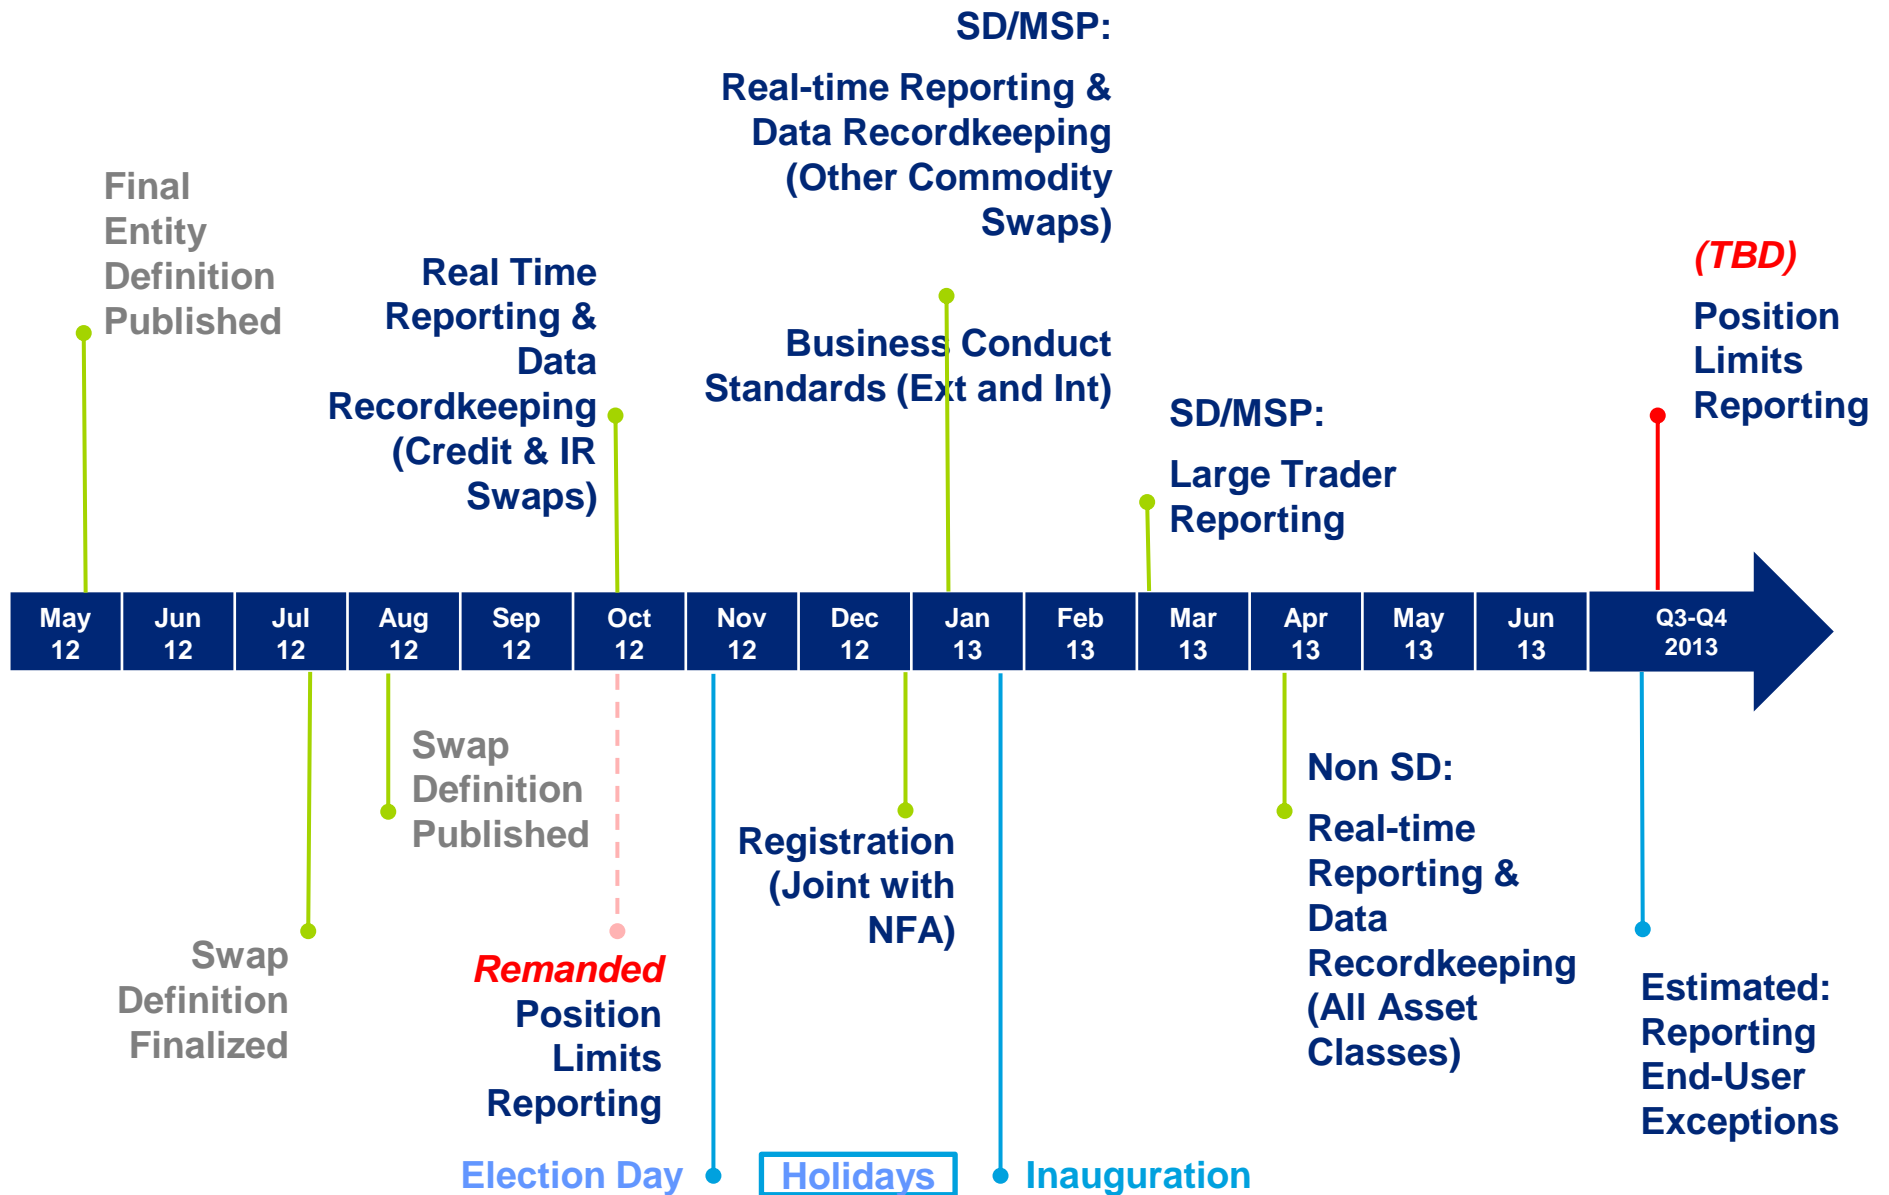 SD/MSP:
Real-time Reporting &
Data Recordkeeping
(Other Commodity
Swaps)
Business Conduct
Standards (Ext and Int)
Final
Entity
Definition
Published
Real Time
Reporting &
Data
Recordkeeping
(Credit & IR
Swaps)
SD/MSP:
Large Trader
Reporting
(TBD)
Position
Limits
Reporting
May
12
Jun
12
Jul
12
Aug
12
Sep
12
Oct
12
Nov
12
Dec
12
Jan
13
Feb
13
Mar
13
Apr
13
May
13
Jun
13
Q3-Q4
2013
Swap
Definition
Finalized
Swap
Definition
Published
Remanded
Position
Limits
Reporting
Registration
(Joint with
NFA)
Non SD:
Real-time
Reporting &
Data
Recordkeeping
(All Asset
Classes)
Estimated:
Reporting
End-User
Exceptions
Election Day
Holidays
Inauguration